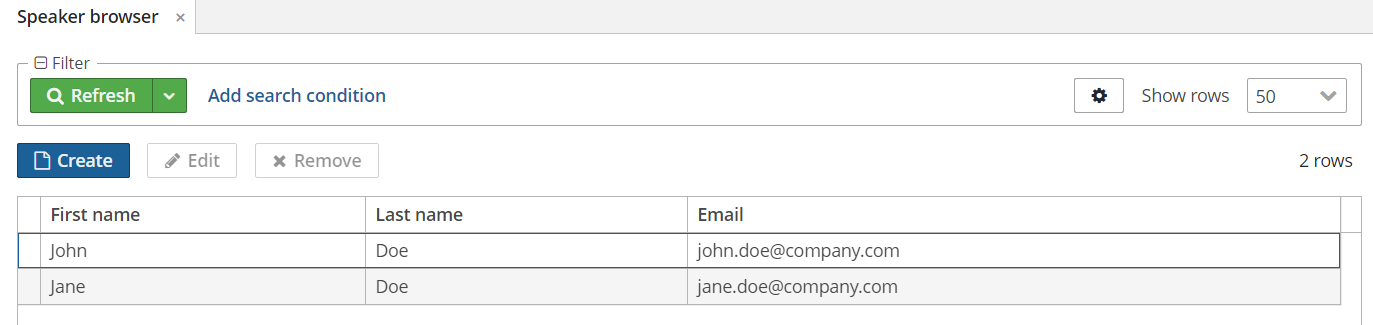 Speaker browser ×
Filter
Refresh Add search condition Show rows 50
Create Edit Remove 2 rows
First name Last name Email
John Doe john.doe@company.com
Jane Doe jane.doe@company.com